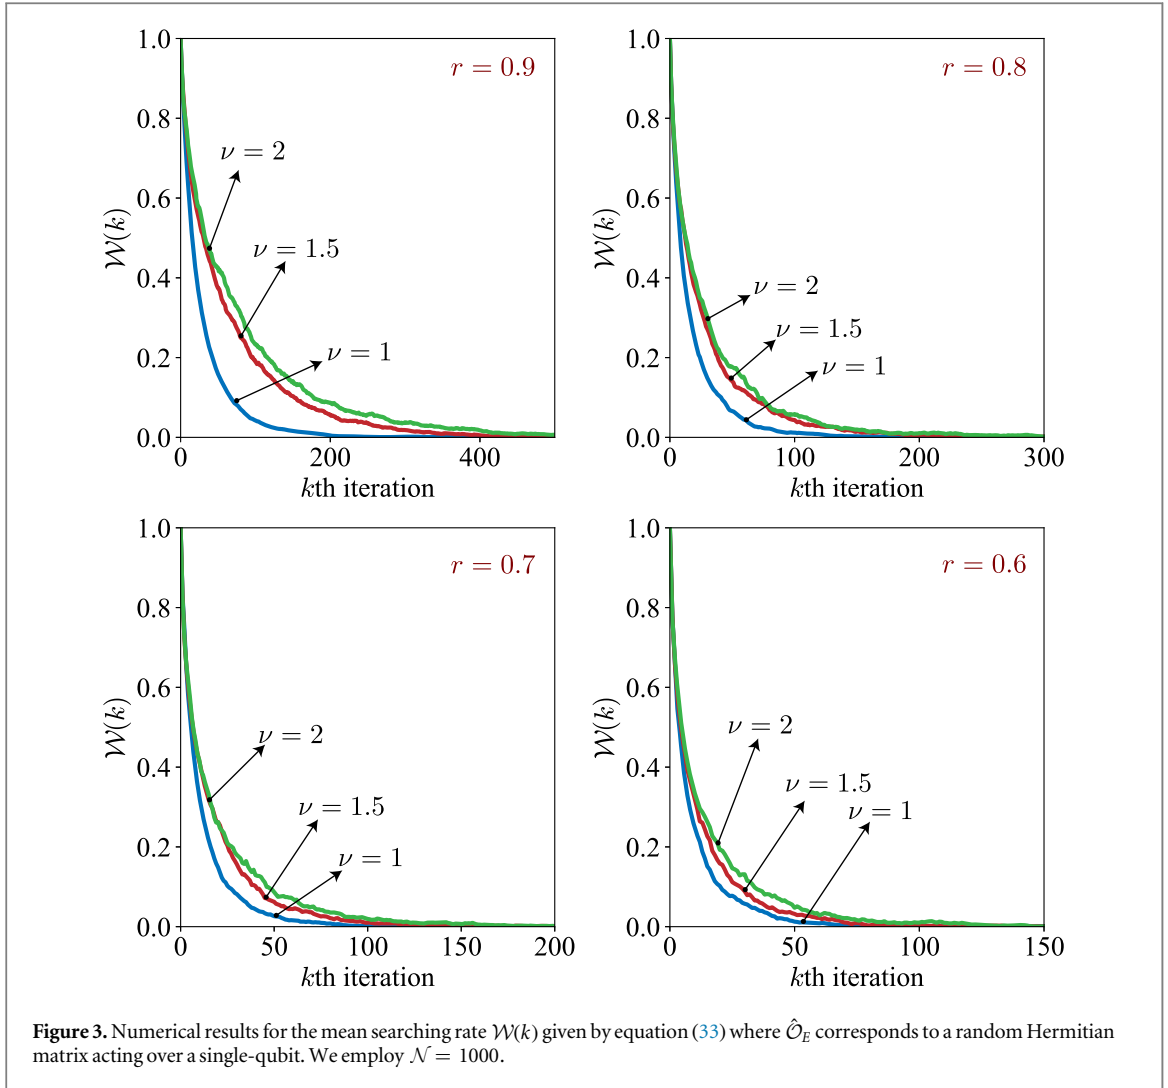 1.0
0.8
0.6
0.4
0.2
0.0
W(k)
r = 0.9
ν = 2
ν = 1.5
ν = 1
0 200 400
kth iteration
1.0
0.8
0.6
0.4
0.2
0.0
W(k)
r = 0.8
ν = 2
ν = 1.5
ν = 1
0 100 200 300
kth iteration
1.0
0.8
0.6
0.4
0.2
0.0
W(k)
r = 0.7
ν = 2
ν = 1.5
ν = 1
0 50 100 150 200
kth iteration
1.0
0.8
0.6
0.4
0.2
0.0
W(k)
r = 0.6
ν = 2
ν = 1.5
ν = 1
0 50 100 150
kth iteration
Figure 3. Numerical results for the mean searching rate 𝒲(k) given by equation (33) where 𝒪̂_E corresponds to a random Hermitian
matrix acting over a single-qubit. We employ 𝒩 = 1000.